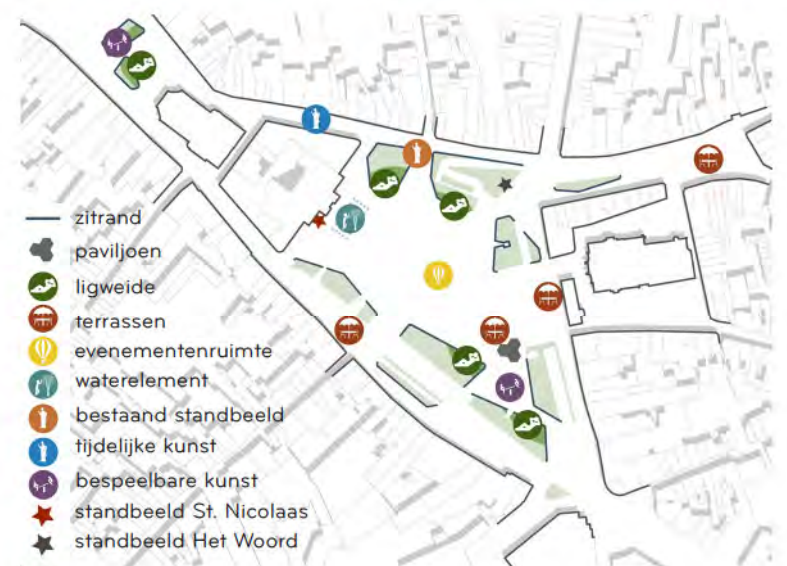 zitrand
paviljoen
ligweide
terrassen
evenementenruimte
waterelement
bestaand standbeeld
tijdelijke kunst
bespeelbare kunst
standbeeld St. Nicolaas
standbeeld Het Woord